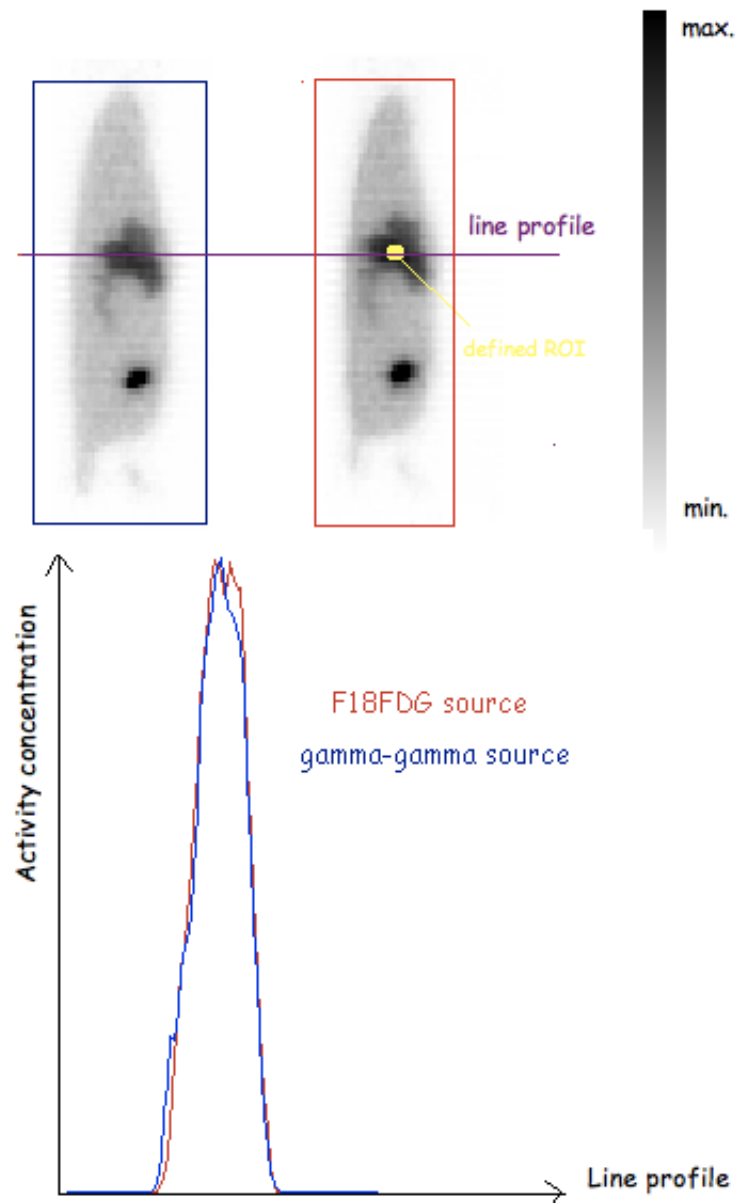 max.
line profile
defined ROI
min.
Activity concentration
F18FDG source
gamma-gamma source
Line profile